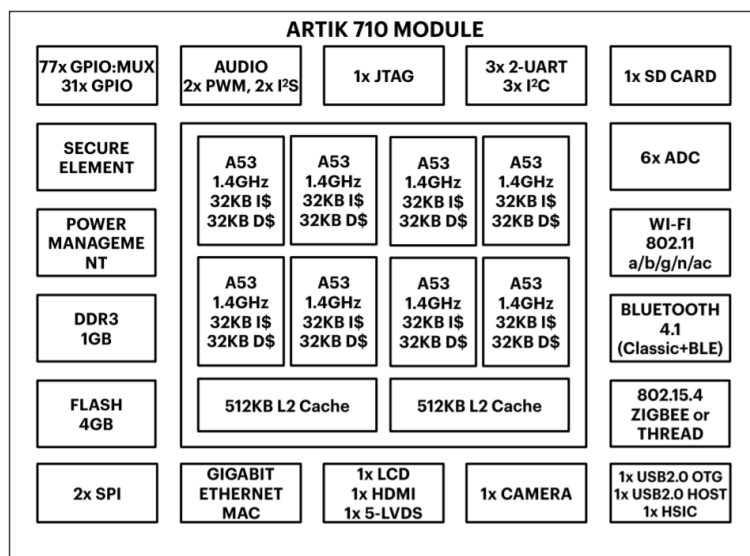 ARTIK 710 MODULE
77x GPIO:MUX
31x GPIO
AUDIO
2x PWM, 2x I²S
1x JTAG
3x 2-UART
3x I²C
1x SD CARD
SECURE
ELEMENT
POWER
MANAGEME
NT
DDR3
1GB
FLASH
4GB
A53
1.4GHz
32KB I$
32KB D$
A53
1.4GHz
32KB I$
32KB D$
A53
1.4GHz
32KB I$
32KB D$
A53
1.4GHz
32KB I$
32KB D$
A53
1.4GHz
32KB I$
32KB D$
A53
1.4GHz
32KB I$
32KB D$
A53
1.4GHz
32KB I$
32KB D$
A53
1.4GHz
32KB I$
32KB D$
512KB L2 Cache
512KB L2 Cache
6x ADC
WI-FI
802.11
a/b/g/n/ac
BLUETOOTH
4.1
(Classic+BLE)
802.15.4
ZIGBEE or
THREAD
2x SPI
GIGABIT
ETHERNET
MAC
1x LCD
1x HDMI
1x 5-LVDS
1x CAMERA
1x USB2.0 OTG
1x USB2.0 HOST
1x HSIC